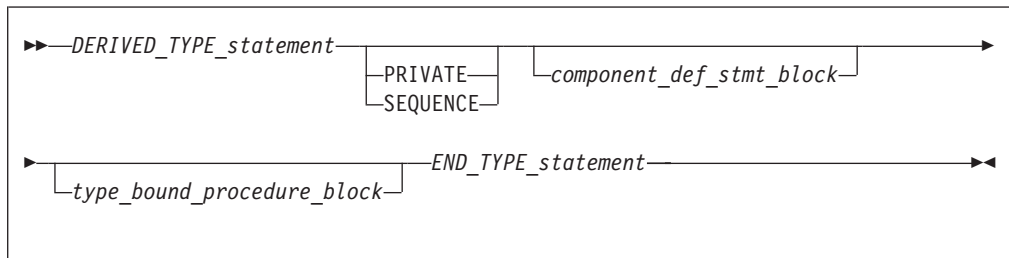 DERIVED_TYPE_statement
PRIVATE
component_def_stmt_block
SEQUENCE
END_TYPE_statement
type_bound_procedure_block